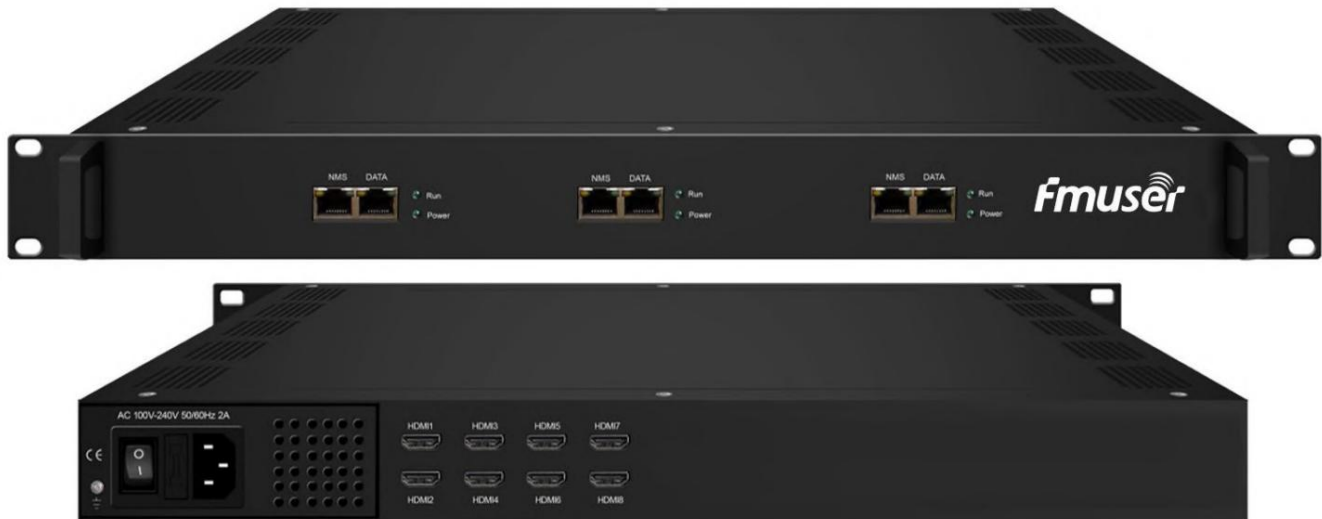 NMS DATA
Run
Power
NMS DATA
Run
Power
NMS DATA
Run
Power
Fmuser
AC 100V-240V 50/60Hz 2A
O
I
CE
HDMI1 HDMI3 HDMI5 HDMI7
HDMI2 HDMI4 HDMI6 HDMI8